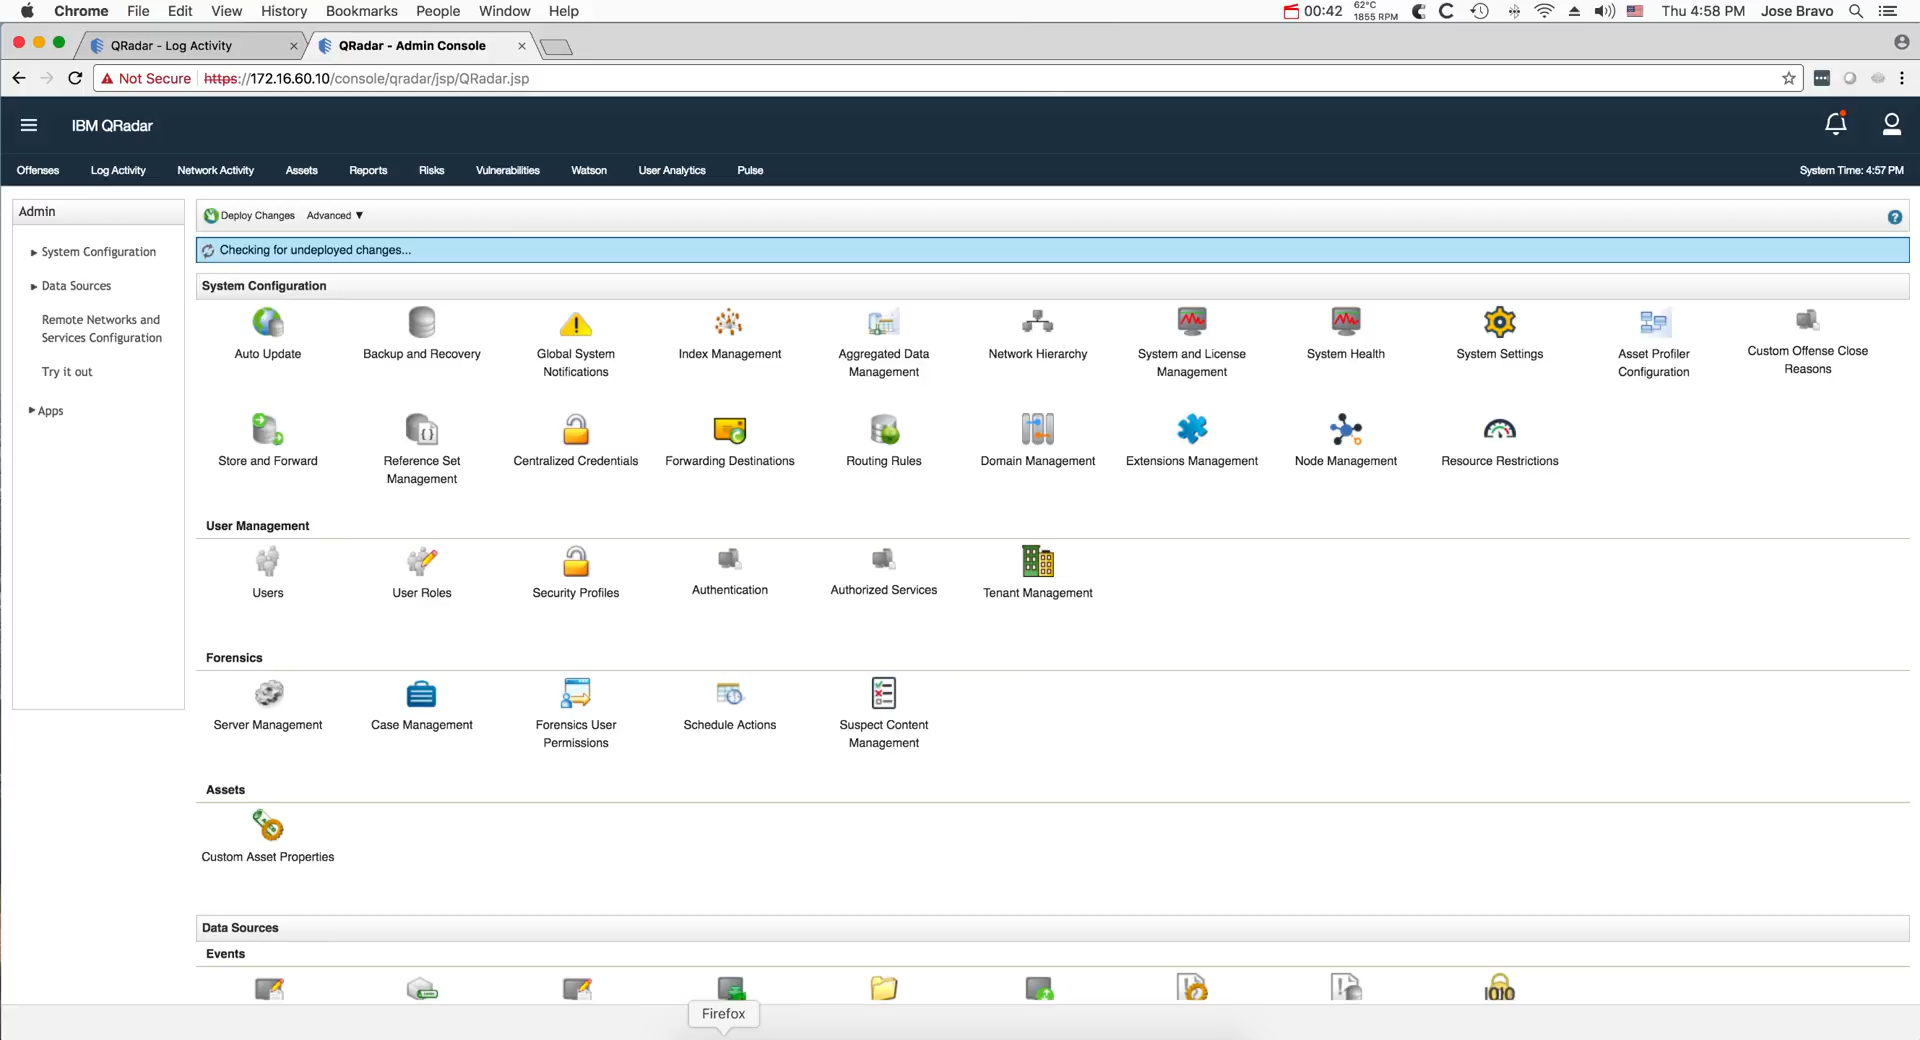 Chrome File Edit View History Bookmarks People Window Help 00:42 62°C 1855 RPM Thu 4:58 PM Jose Bravo
QRadar - Log Activity QRadar - Admin Console
Not Secure https://172.16.60.10/console/qradar/jsp/QRadar.jsp
IBM QRadar
Offenses Log Activity Network Activity Assets Reports Risks Vulnerabilities Watson User Analytics Pulse System Time: 4:57 PM
Admin
System Configuration
Data Sources
Remote Networks and
Services Configuration
Try it out
Apps
Deploy Changes Advanced ▼
Checking for undeployed changes...
System Configuration
Auto Update
Backup and Recovery
Global System
Notifications
Index Management
Aggregated Data
Management
Network Hierarchy
System and License
Management
System Health
System Settings
Asset Profiler
Configuration
Custom Offense Close
Reasons
Store and Forward
Reference Set
Management
Centralized Credentials
Forwarding Destinations
Routing Rules
Domain Management
Extensions Management
Node Management
Resource Restrictions
User Management
Users
User Roles
Security Profiles
Authentication
Authorized Services
Tenant Management
Forensics
Server Management
Case Management
Forensics User
Permissions
Schedule Actions
Suspect Content
Management
Assets
Custom Asset Properties
Data Sources
Events
1010
Firefox